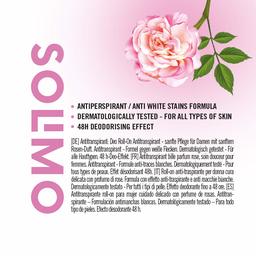 SOLIMO
• ANTIPERSPIRANT / ANTI WHITE STAINS FORMULA
• DERMATOLOGICALLY TESTED - FOR ALL TYPES OF SKIN
• 48H DEODORISING EFFECT
[DE] Antitranspirant. Deo Roll-On Antitranspirant - sanfte Pflege für Damen mit sanftem
Rosen-Duft. Antitranspirant - Formel gegen weiße Flecken. Dermatologisch getestet - Für
alle Hauttypen. 48 h-Deo-Effekt. [FR] Antitranspirant bille parfum rose, soin douceur pour
femmes. Antitranspirant - Formule anti-traces blanches. Dermatologiquement testé - Pour
tous types de peaux. Effet déodorisant 48h. [IT] Roll-on anti-traspirante per donna cura
delicata con profumo di rose. Formula con effetto anti-traspirante e anti macchie bianche.
Dermatologicamente testato - Per tutti i tipi di pelle. Effetto deodorante fino a 48 ore. [ES]
Antitranspirante roll-on para mujer cuidado delicado con perfume de rosas. Antitran-
spirante – Fórmula antimanchas blancas. Dermatológicamente testado – Para todo
tipo de pieles. Efecto desodorante 48 h.